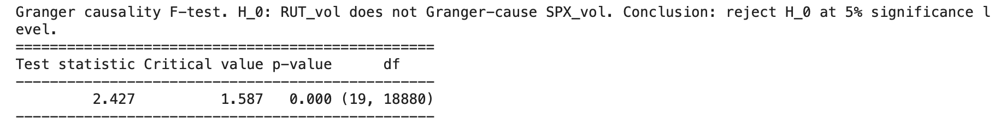 Granger causality F-test. H_0: RUT_vol does not Granger-cause SPX_vol. Conclusion: reject H_0 at 5% significance l
evel.
================================================
Test statistic Critical value p-value      df
------------------------------------------------
         2.427          1.587   0.000 (19, 18880)
------------------------------------------------